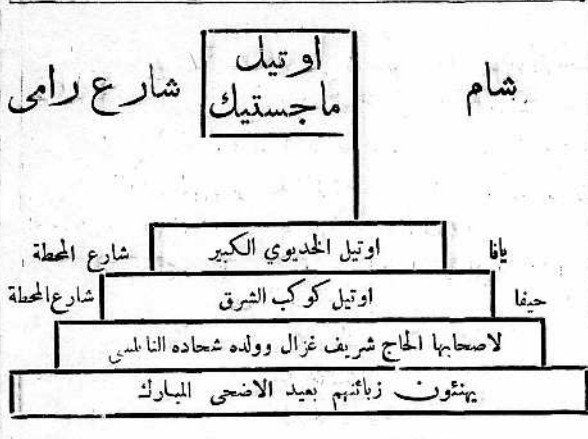 شام
اوتيل
ماجستيك
شارع رامى
يافا اوتيل الخديوي الكبير شارع المحطة
حيفا اوتيل كوكب الشرق شارع المحطة
لاصحابها الحاج شريف غزال وولده شحاده النابلسي
يهنئون زبائنهم بعيد الاضحى المبارك